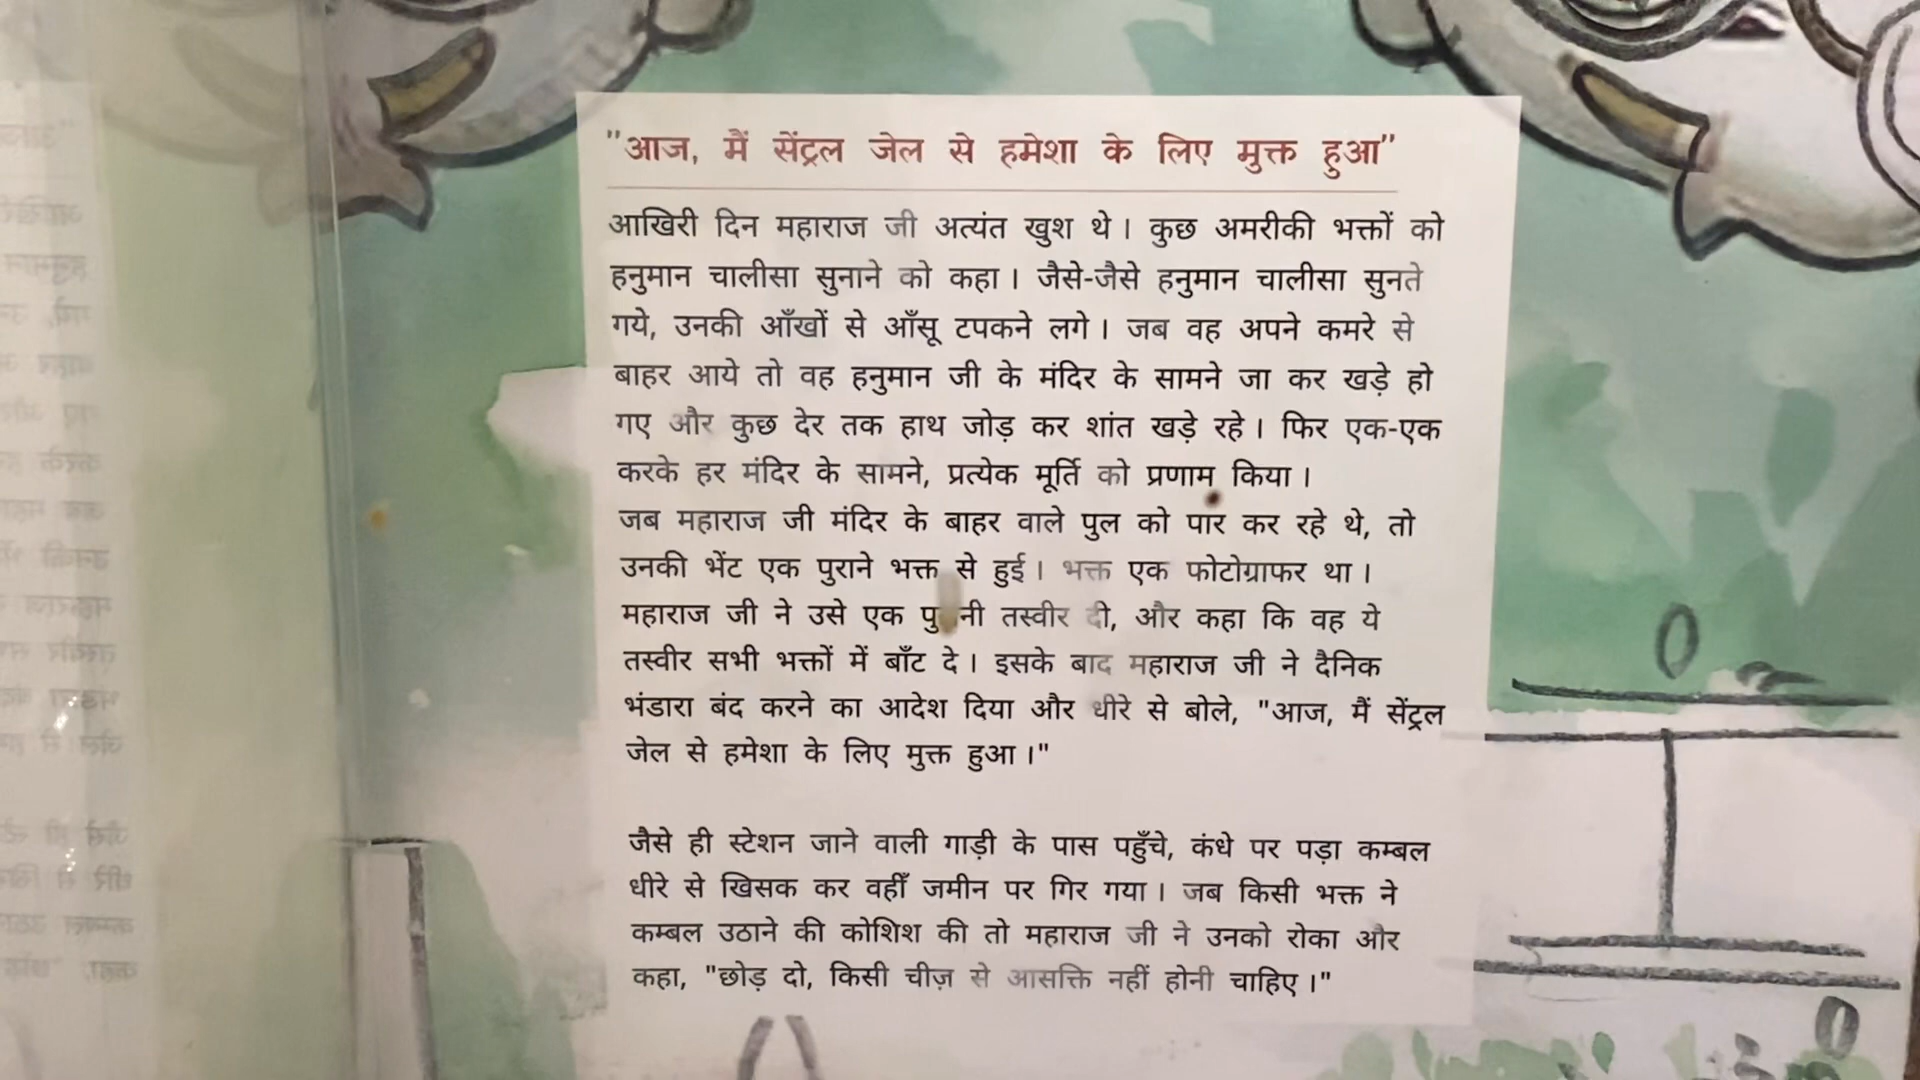 "आज, मैं सेंट्रल जेल से हमेशा के लिए मुक्त हुआ"
आखिरी दिन महाराज जी अत्यंत खुश थे। कुछ अमरीकी भक्तों को
हनुमान चालीसा सुनाने को कहा। जैसे-जैसे हनुमान चालीसा सुनते
गये, उनकी आँखों से आँसू टपकने लगे। जब वह अपने कमरे से
बाहर आये तो वह हनुमान जी के मंदिर के सामने जा कर खड़े हो
गए और कुछ देर तक हाथ जोड़ कर शांत खड़े रहे। फिर एक-एक
करके हर मंदिर के सामने, प्रत्येक मूर्ति को प्रणाम किया।
जब महाराज जी मंदिर के बाहर वाले पुल को पार कर रहे थे, तो
उनकी भेंट एक पुराने भक्त से हुई। भक्त एक फोटोग्राफर था।
महाराज जी ने उसे एक तस्वीर दी, और कहा कि वह ये
तस्वीर सभी भक्तों में बाँट दे। इसके बाद महाराज जी ने दैनिक
भंडारा बंद करने का आदेश दिया और धीरे से बोले, "आज, मैं सेंट्रल
जेल से हमेशा के लिए मुक्त हुआ।"
जैसे ही स्टेशन जाने वाली गाड़ी के पास पहुँचे, कंधे पर पड़ा कम्बल
धीरे से खिसक कर वहीँ जमीन पर गिर गया। जब किसी भक्त ने
कम्बल उठाने की कोशिश की तो महाराज जी ने उनको रोका और
कहा, "छोड़ दो, किसी चीज़ से आसक्ति नहीं होनी चाहिए।"